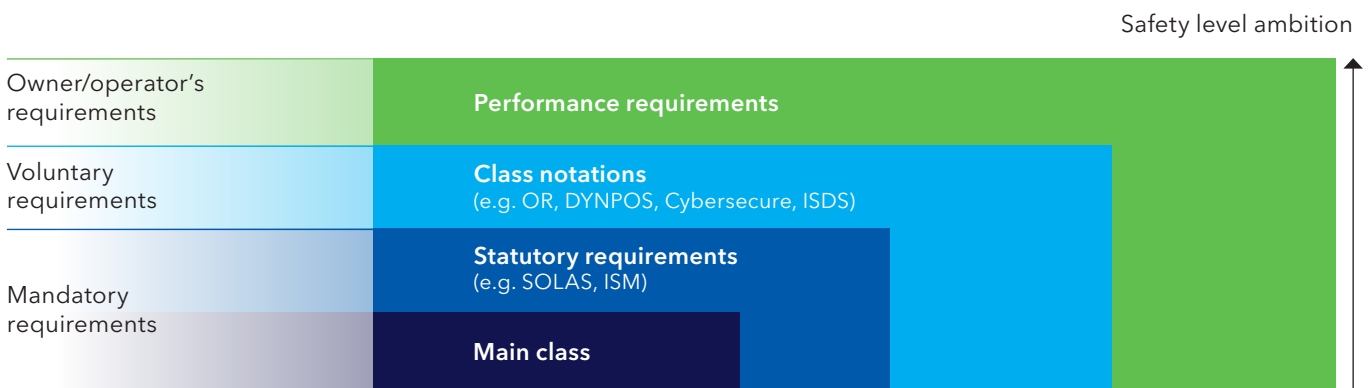 Safety level ambition
Owner/operator’s
requirements
Performance requirements
Voluntary
requirements
Class notations
(e.g. OR, DYNPOS, Cybersecure, ISDS)
Mandatory
requirements
Statutory requirements
(e.g. SOLAS, ISM)
Main class